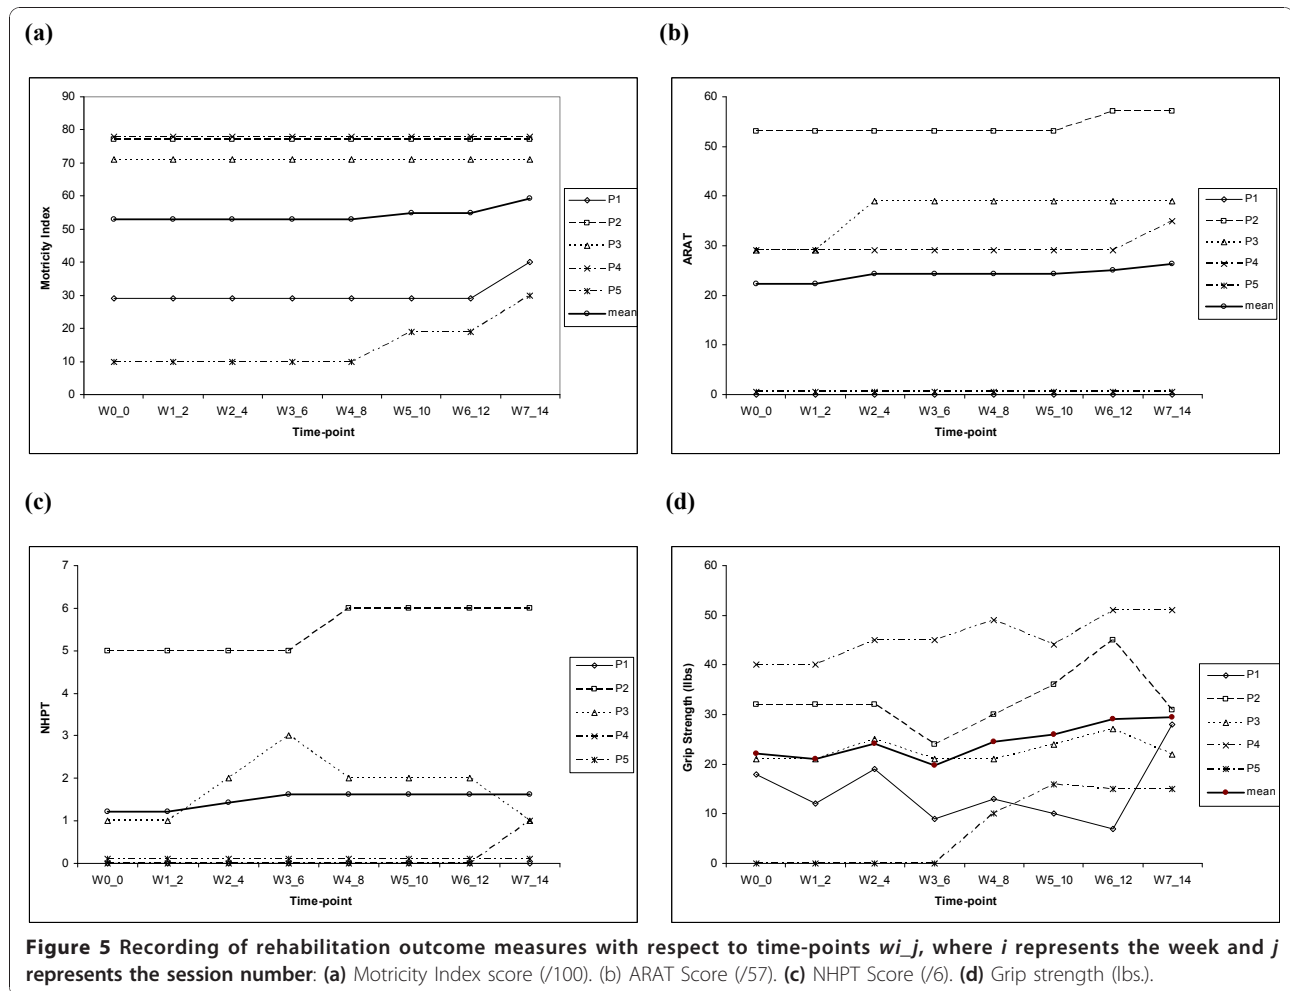 (a)
90
80
70
60
50
40
30
20
10
0
Motricity Index
W0_0 W1_2 W2_4 W3_6 W4_8 W5_10 W6_12 W7_14
Time-point
P1
P2
P3
P4
P5
mean
(b)
60
50
40
30
20
10
0
ARAT
W0_0 W1_2 W2_4 W3_6 W4_8 W5_10 W6_12 W7_14
Time-point
P1
P2
P3
P4
P5
mean
(c)
7
6
5
4
3
2
1
0
NHPT
W0_0 W1_2 W2_4 W3_6 W4_8 W5_10 W6_12 W7_14
Time-point
P1
P2
P3
P4
P5
(d)
60
50
40
30
20
10
0
Grip Strength (llbs)
W0_0 W1_2 W2_4 W3_6 W4_8 W5_10 W6_12 W7_14
Time-point
P1
P2
P3
P4
P5
mean
Figure 5 Recording of rehabilitation outcome measures with respect to time-points wi_j, where i represents the week and j
represents the session number: (a) Motricity Index score (/100). (b) ARAT Score (/57). (c) NHPT Score (/6). (d) Grip strength (lbs.).